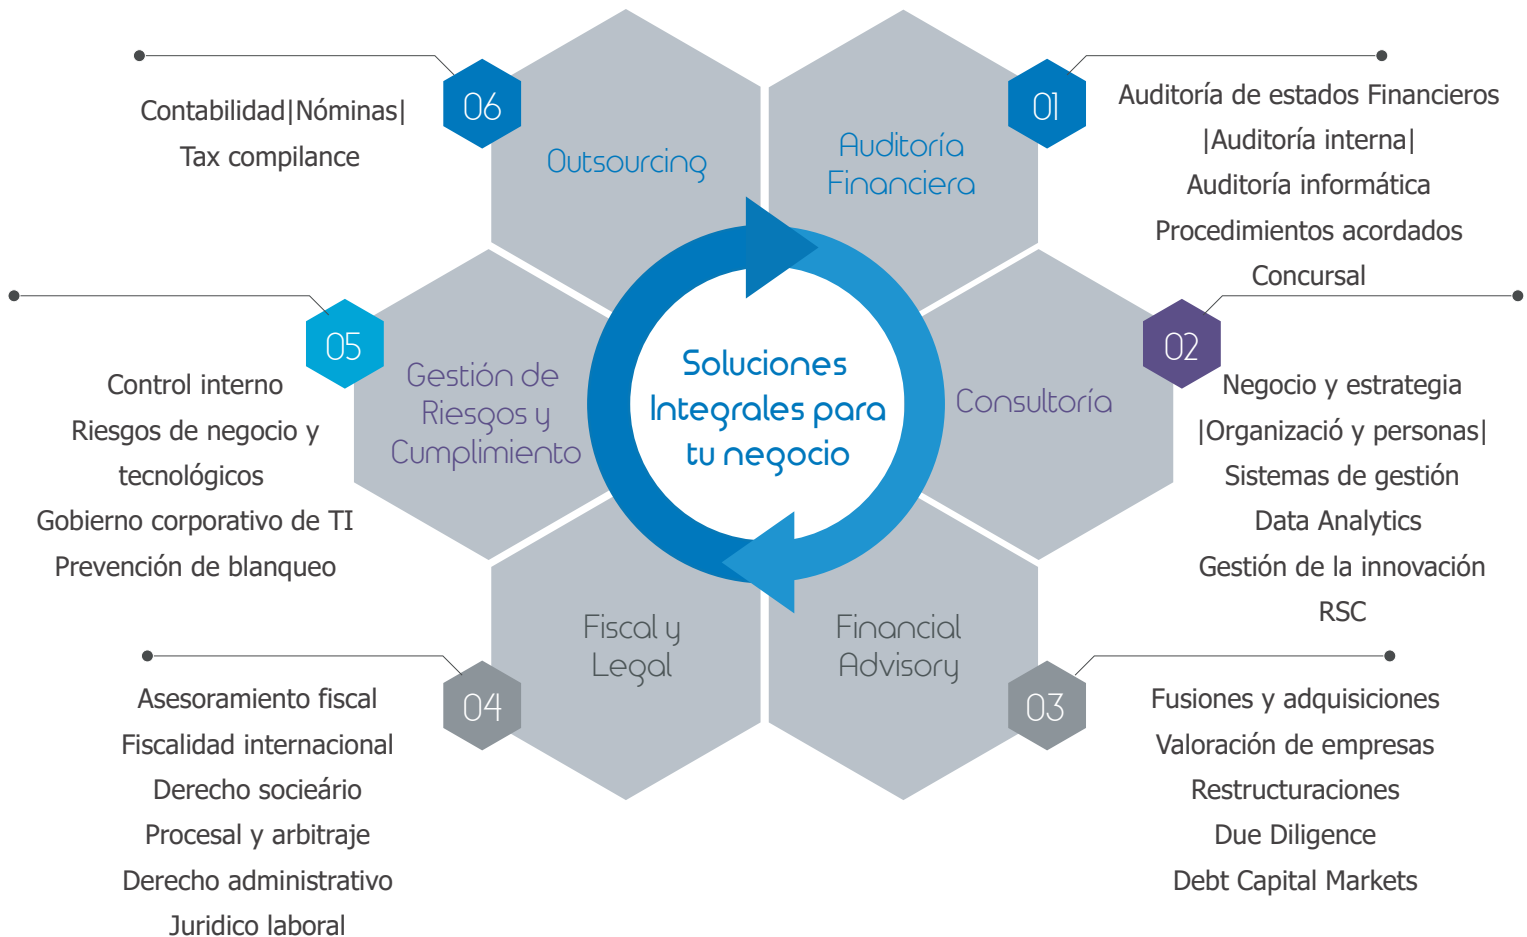 Soluciones
Integrales para
tu negocio
01
Auditoría
Financiera
Auditoría de estados Financieros
|Auditoría interna|
Auditoría informática
Procedimientos acordados
Concursal
02
Consultoría
Negocio y estrategia
|Organizació y personas|
Sistemas de gestión
Data Analytics
Gestión de la innovación
RSC
03
Financial
Advisory
Fusiones y adquisiciones
Valoración de empresas
Restructuraciones
Due Diligence
Debt Capital Markets
04
Fiscal y
Legal
Asesoramiento fiscal
Fiscalidad internacional
Derecho socieário
Procesal y arbitraje
Derecho administrativo
Juridico laboral
05
Gestión de
Riesgos y
Cumplimiento
Control interno
Riesgos de negocio y
tecnológicos
Gobierno corporativo de TI
Prevención de blanqueo
06
Outsourcing
Contabilidad|Nóminas|
Tax compilance